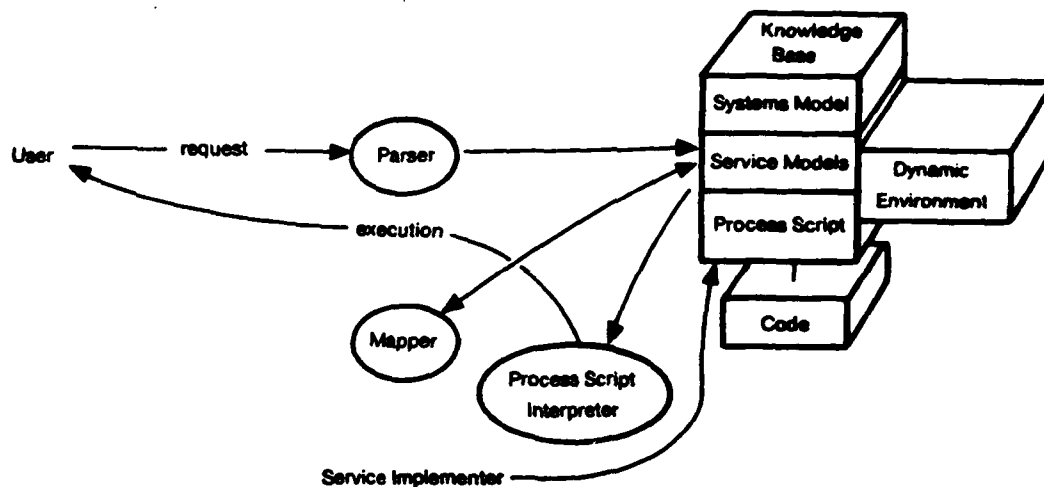 Knowledge
Base
Systems Model
User
request
Parser
Service Models
Dynamic
Environment
Process Script
execution
Code
Mapper
Process Script
Interpreter
Service Implementer